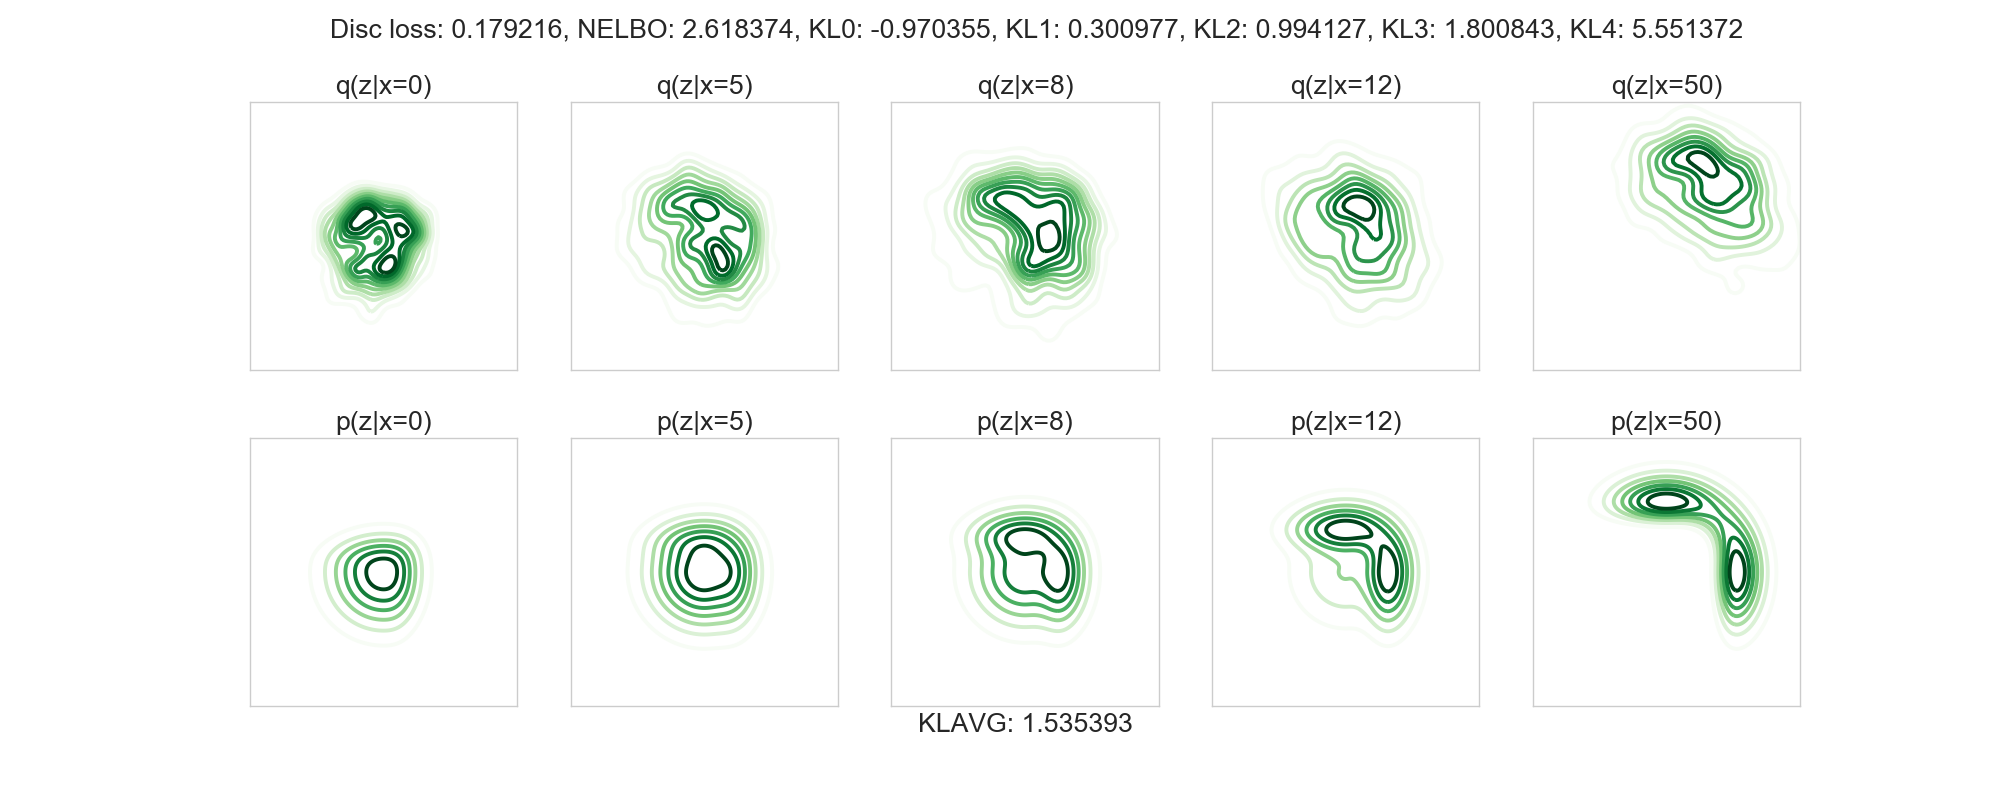 Disc loss: 0.179216, NELBO: 2.618374, KL0: -0.970355, KL1: 0.300977, KL2: 0.994127, KL3: 1.800843, KL4: 5.551372
q(z|x=0) q(z|x=5) q(z|x=8) q(z|x=12) q(z|x=50)
p(z|x=0) p(z|x=5) p(z|x=8) p(z|x=12) p(z|x=50)
KLAVG: 1.535393